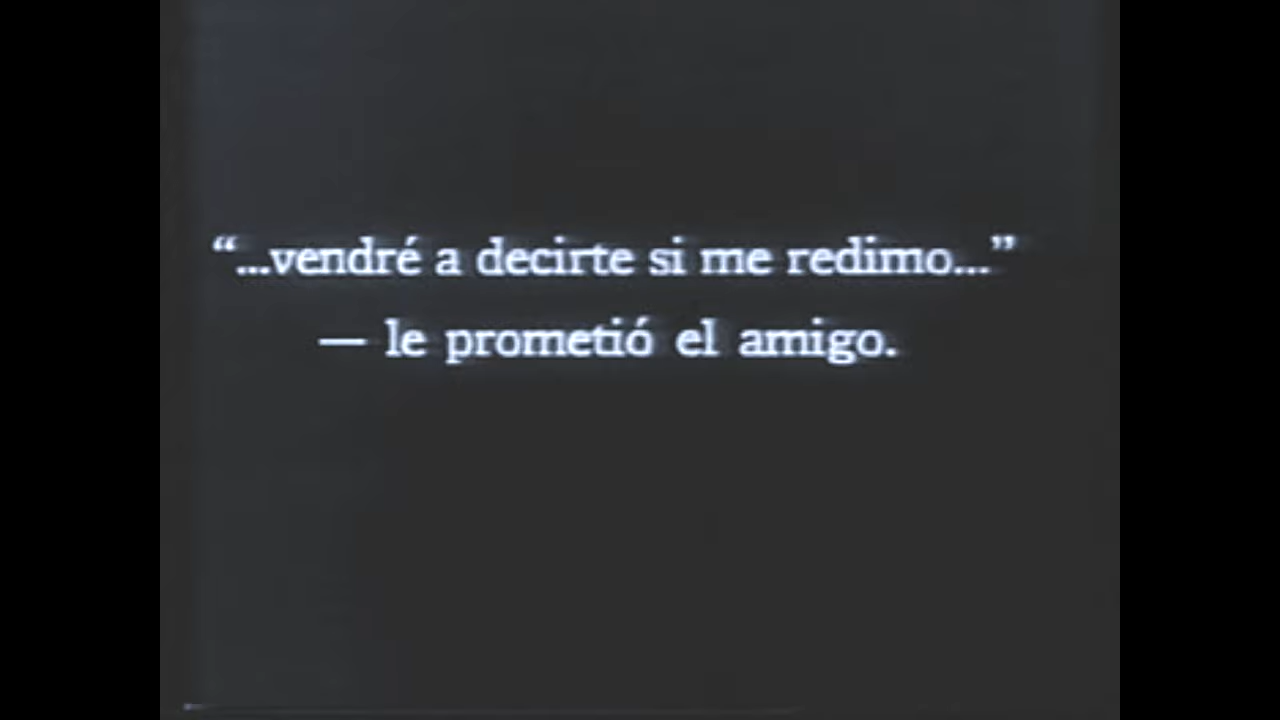 “...vendré a decirte si me redimo...”
— le prometió el amigo.